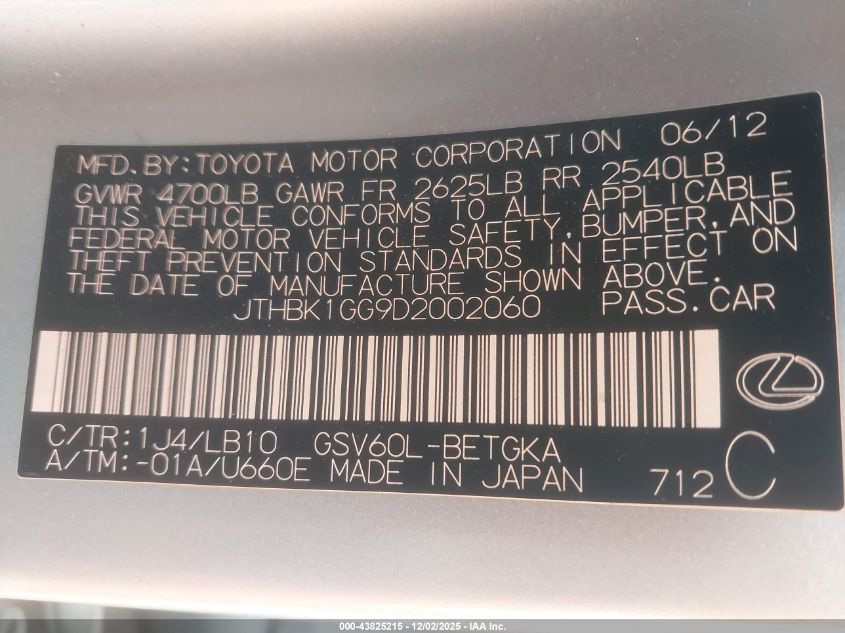 MFD.BY:TOYOTA MOTOR CORPORATION 06/12
GVWR 4700LB GAWR FR 2625LB RR 2540LB
THIS VEHICLE CONFORMS TO ALL APPLICABLE
FEDERAL MOTOR VEHICLE SAFETY,BUMPER,AND
THEFT PREVENTION STANDARDS IN EFFECT ON
THE DATE OF MANUFACTURE SHOWN ABOVE.
JTHBK1GG9D2002060 PASS.CAR
C/TR:1J4/LB10 GSV60L-BETGKA
A/TM:-01A/U660E MADE IN JAPAN 712 C
000-43825215 - 12/02/2025 - IAA Inc.